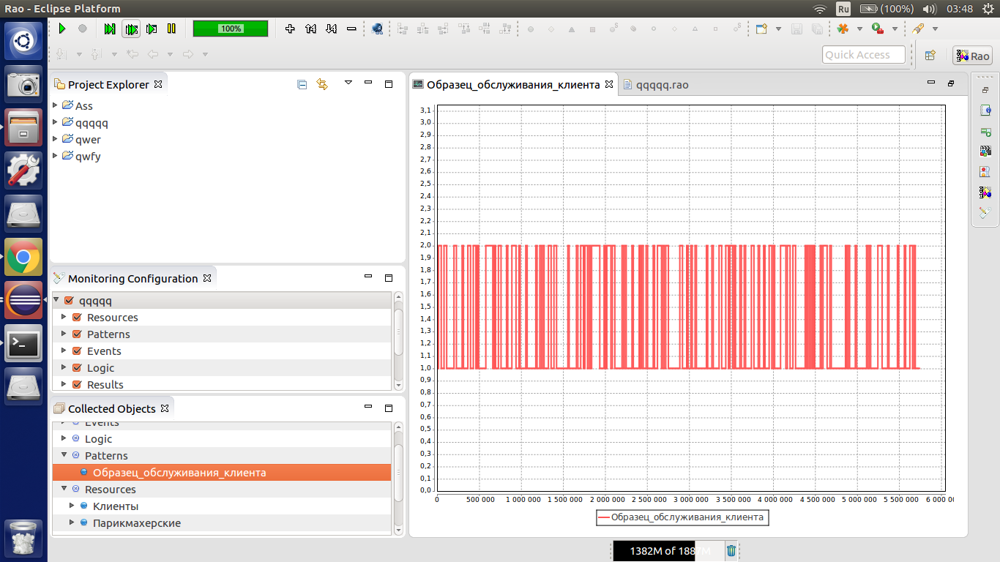 Rao - Eclipse Platform
Ru
(100%)
03:48
100%
Quick Access
Rao
Project Explorer
Ass
qqqqq
qwer
qwfy
Monitoring Configuration
qqqqq
Resources
Patterns
Events
Logic
Results
Collected Objects
Events
Logic
Patterns
Образец_обслуживания_клиента
Resources
Клиенты
Парикмахерские
Образец_обслуживания_клиента
qqqqq.rao
3,1
3,0
2,9
2,8
2,7
2,6
2,5
2,4
2,3
2,2
2,1
2,0
1,9
1,8
1,7
1,6
1,5
1,4
1,3
1,2
1,1
1,0
0,9
0,8
0,7
0,6
0,5
0,4
0,3
0,2
0,1
0,0
0 500 000 1 000 000 1 500 000 2 000 000 2 500 000 3 000 000 3 500 000 4 000 000 4 500 000 5 000 000 5 500 000 6 000 0
Образец_обслуживания_клиента
1382M of 1887M